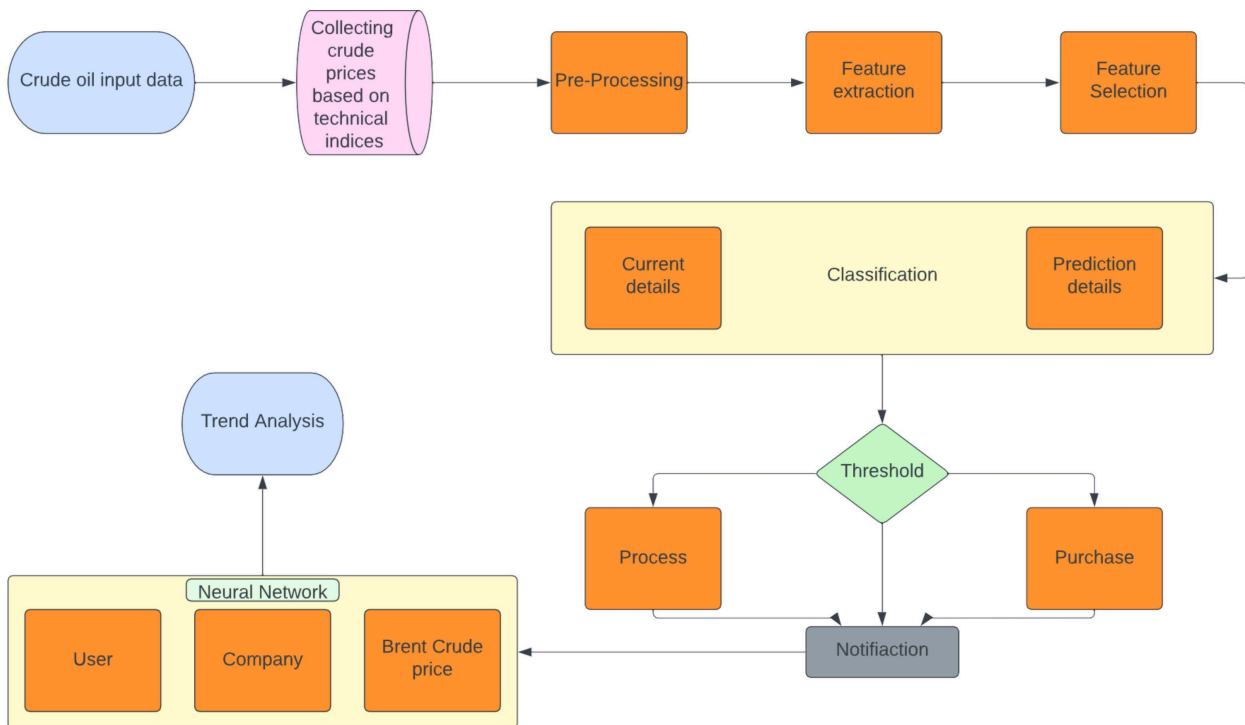 Crude oil input data
Collecting
crude
prices
based on
technical
indices
Pre-Processing
Feature
extraction
Feature
Selection
Current
details
Classification
Prediction
details
Trend Analysis
Threshold
Process
Purchase
Neural Network
User
Company
Brent Crude
price
Notifiaction